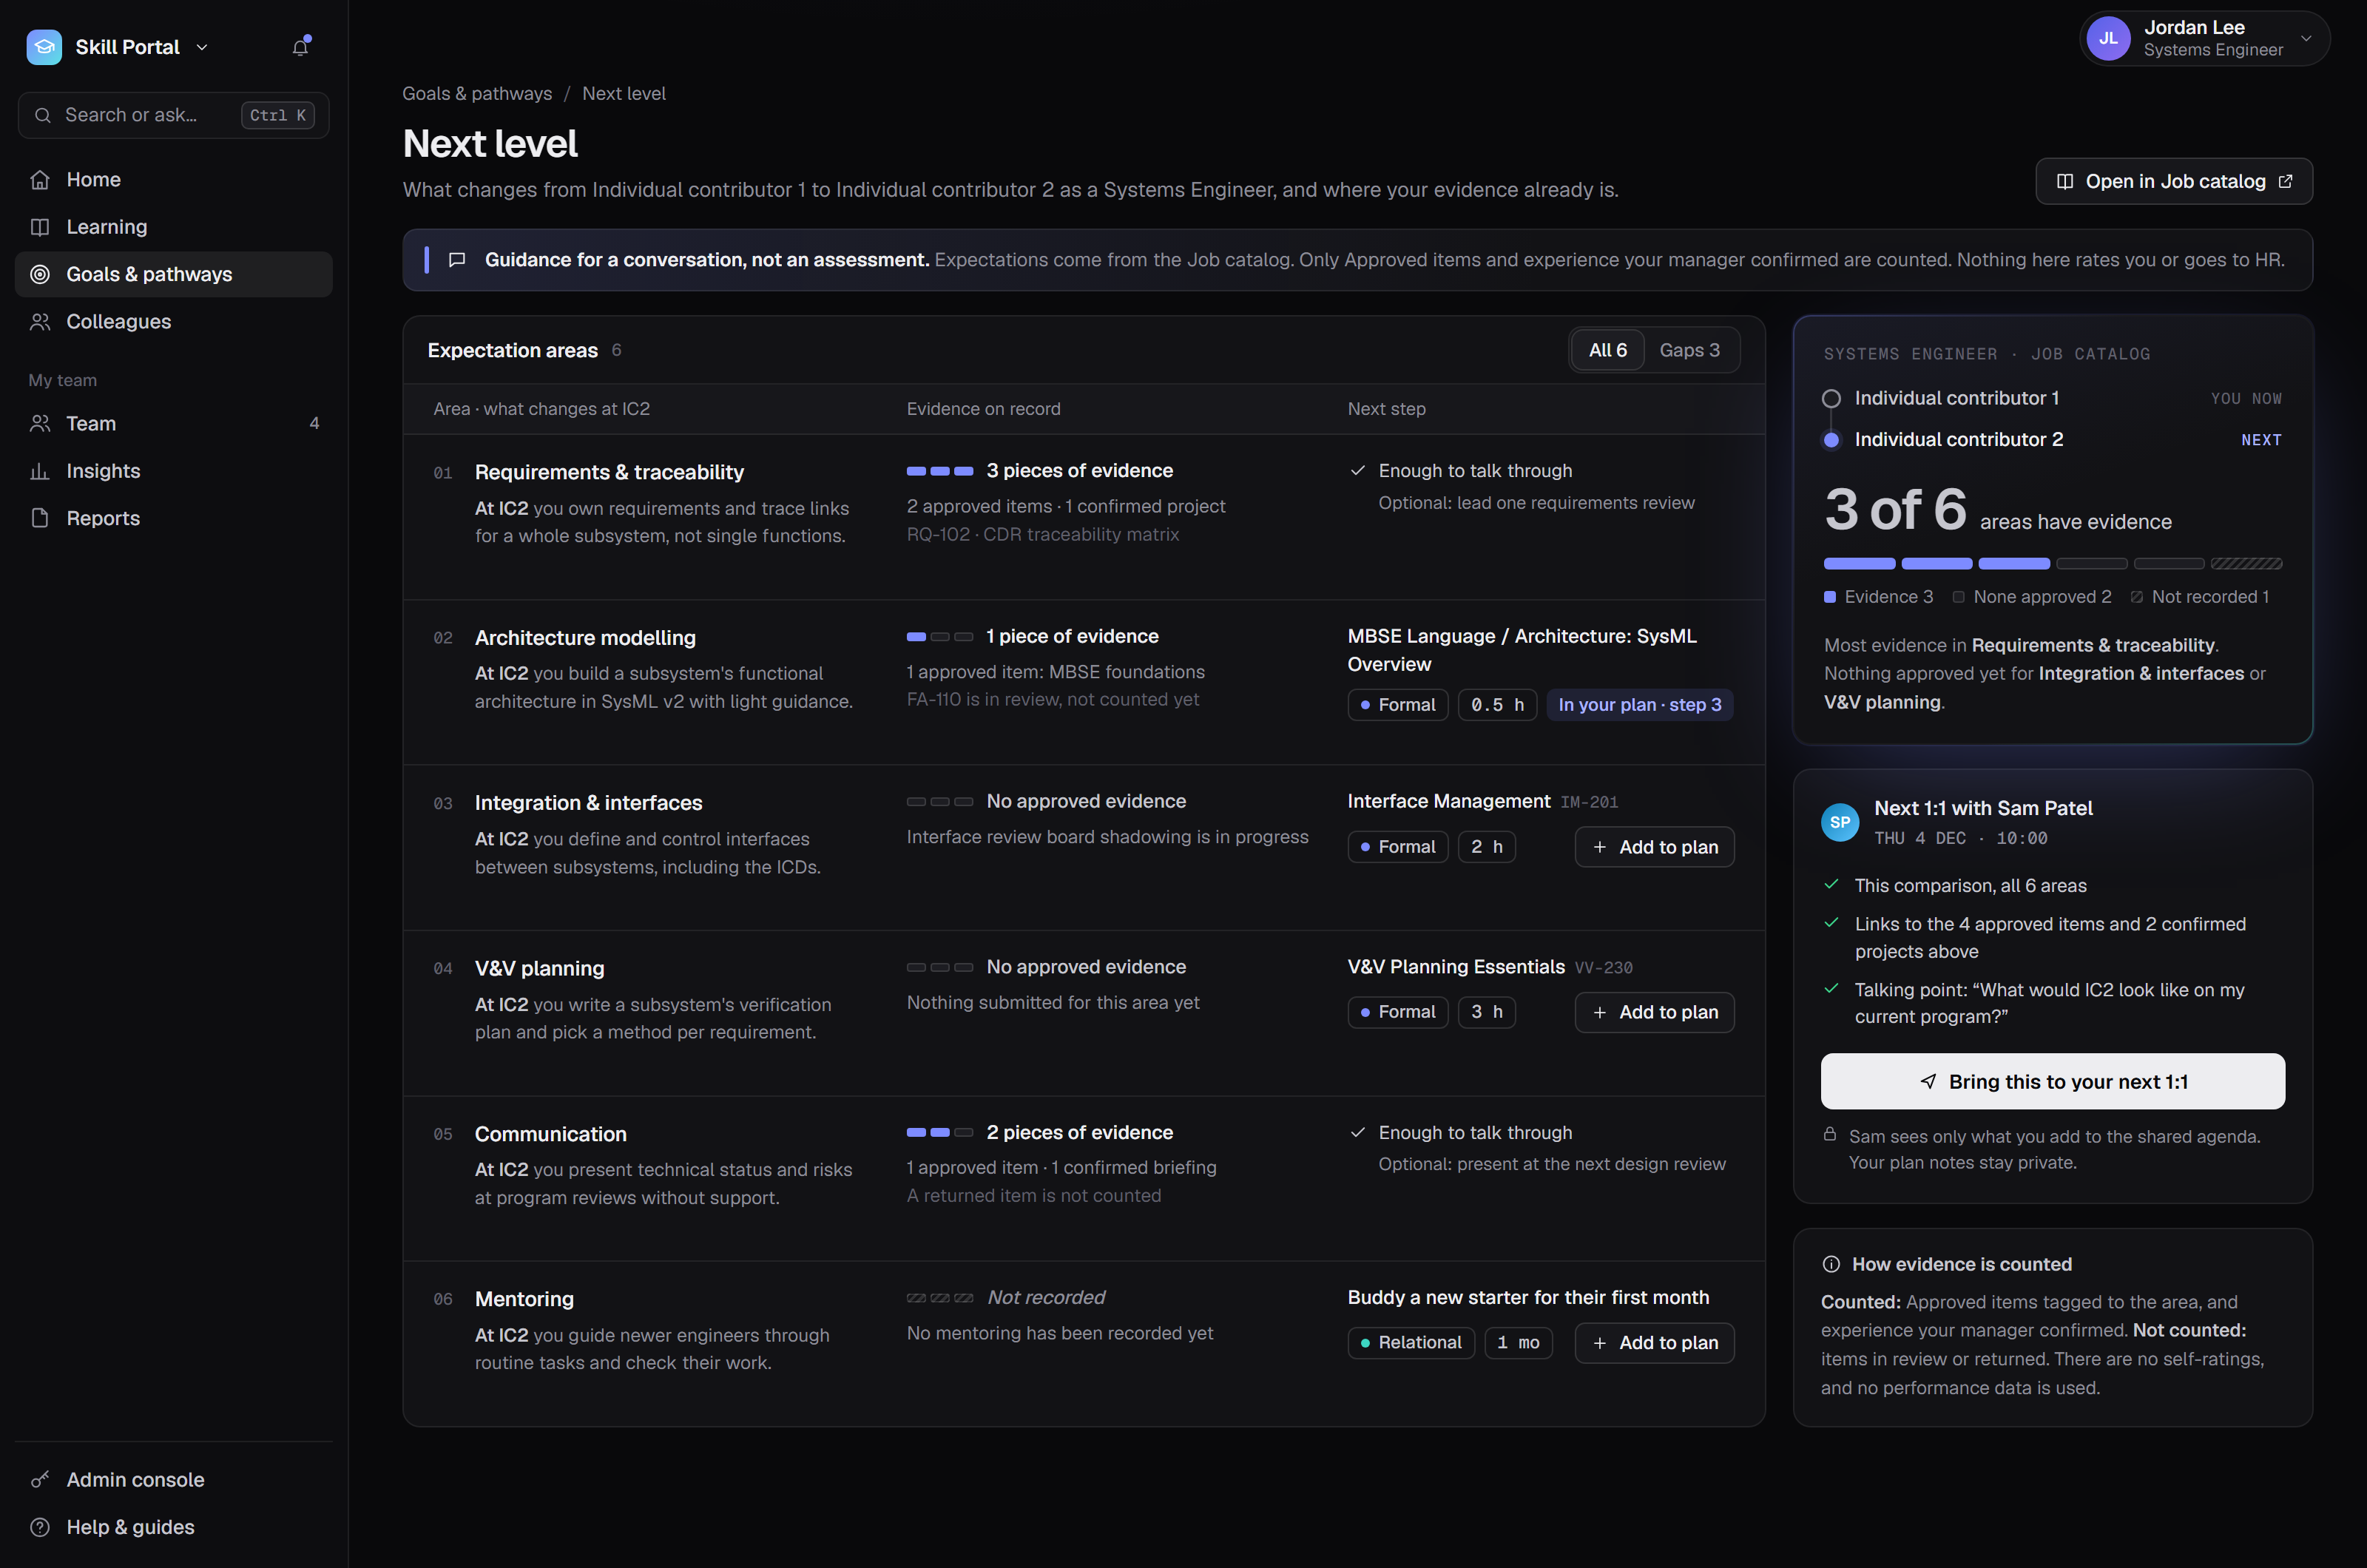 Skill Portal
Search or ask...
Ctrl K
Home
Learning
Goals & pathways
Colleagues
My team
Team 4
Insights
Reports
Admin console
Help & guides
JL
Jordan Lee
Systems Engineer
Goals & pathways / Next level
Next level
What changes from Individual contributor 1 to Individual contributor 2 as a Systems Engineer, and where your evidence already is.
Open in Job catalog
Guidance for a conversation, not an assessment. Expectations come from the Job catalog. Only Approved items and experience your manager confirmed are counted. Nothing here rates you or goes to HR.
Expectation areas 6
All 6 Gaps 3
Area · what changes at IC2
Evidence on record
Next step
01
Requirements & traceability
At IC2 you own requirements and trace links
for a whole subsystem, not single functions.
3 pieces of evidence
2 approved items · 1 confirmed project
RQ-102 · CDR traceability matrix
Enough to talk through
Optional: lead one requirements review
02
Architecture modelling
At IC2 you build a subsystem's functional
architecture in SysML v2 with light guidance.
1 piece of evidence
1 approved item: MBSE foundations
FA-110 is in review, not counted yet
MBSE Language / Architecture: SysML
Overview
Formal 0.5 h In your plan · step 3
03
Integration & interfaces
At IC2 you define and control interfaces
between subsystems, including the ICDs.
No approved evidence
Interface review board shadowing is in progress
Interface Management IM-201
Formal 2 h + Add to plan
04
V&V planning
At IC2 you write a subsystem's verification
plan and pick a method per requirement.
No approved evidence
Nothing submitted for this area yet
V&V Planning Essentials VV-230
Formal 3 h + Add to plan
05
Communication
At IC2 you present technical status and risks
at program reviews without support.
2 pieces of evidence
1 approved item · 1 confirmed briefing
A returned item is not counted
Enough to talk through
Optional: present at the next design review
06
Mentoring
At IC2 you guide newer engineers through
routine tasks and check their work.
Not recorded
No mentoring has been recorded yet
Buddy a new starter for their first month
Relational 1 mo + Add to plan
SYSTEMS ENGINEER · JOB CATALOG
Individual contributor 1 YOU NOW
Individual contributor 2 NEXT
3 of 6 areas have evidence
Evidence 3 None approved 2 Not recorded 1
Most evidence in Requirements & traceability.
Nothing approved yet for Integration & interfaces or
V&V planning.
SP
Next 1:1 with Sam Patel
THU 4 DEC · 10:00
This comparison, all 6 areas
Links to the 4 approved items and 2 confirmed
projects above
Talking point: “What would IC2 look like on my
current program?”
Bring this to your next 1:1
Sam sees only what you add to the shared agenda.
Your plan notes stay private.
How evidence is counted
Counted: Approved items tagged to the area, and
experience your manager confirmed. Not counted:
items in review or returned. There are no self-ratings,
and no performance data is used.